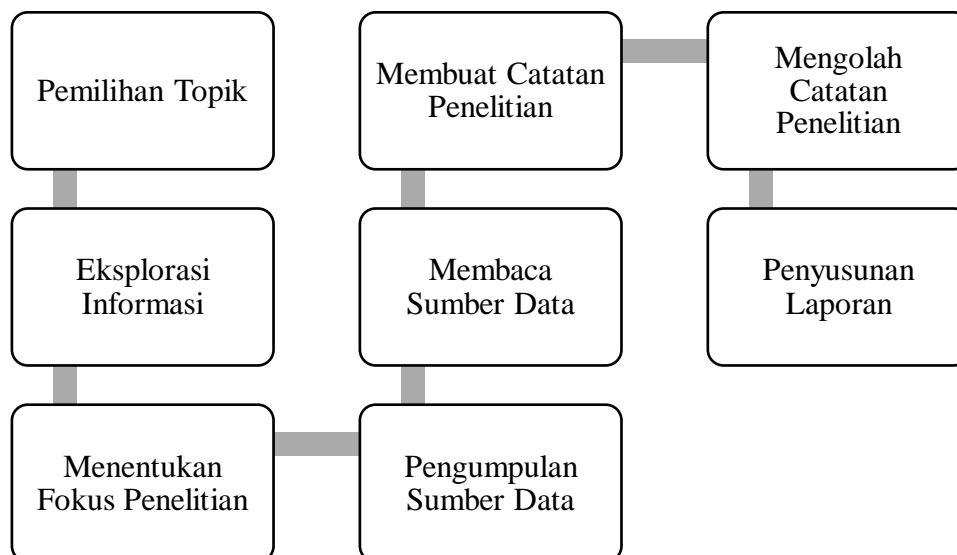 Pemilihan Topik
Eksplorasi
Informasi
Menentukan
Fokus Penelitian
Pengumpulan
Sumber Data
Membaca
Sumber Data
Membuat Catatan
Penelitian
Mengolah
Catatan
Penelitian
Penyusunan
Laporan